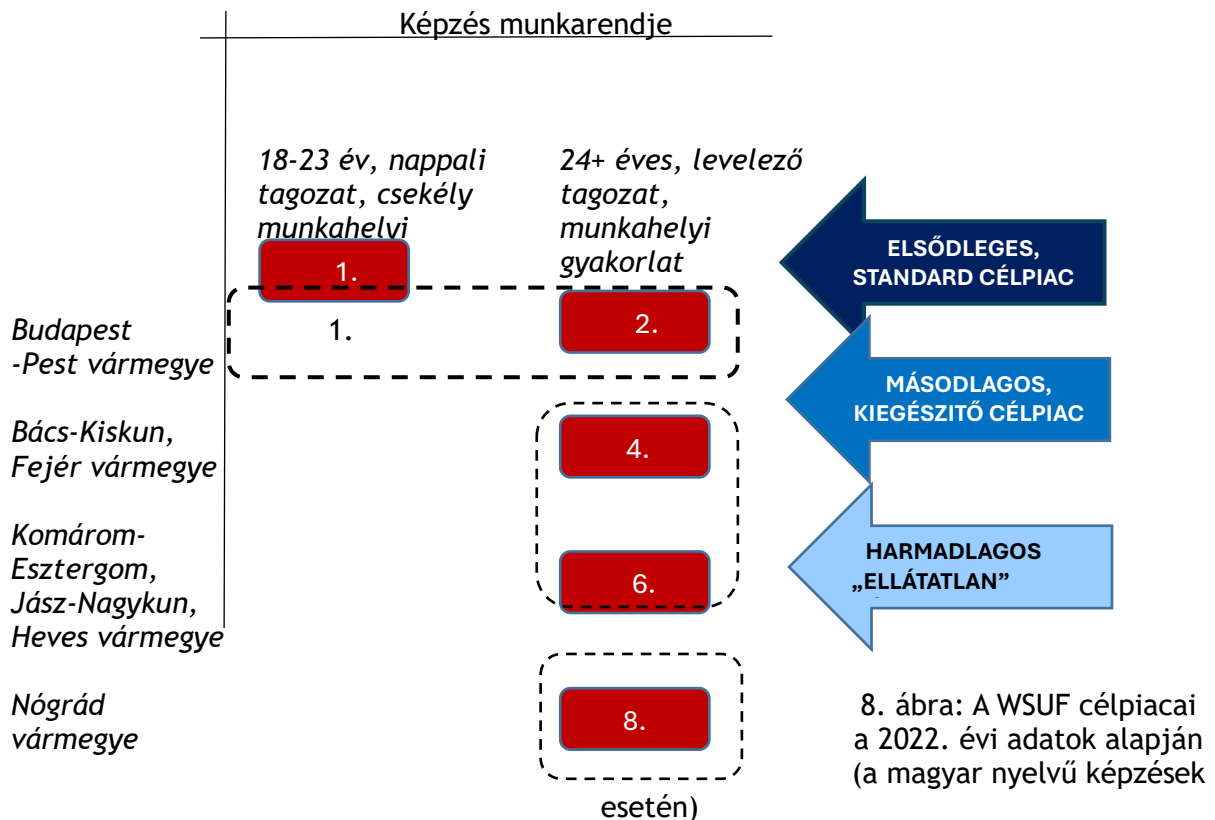 Képzés munkarendje
18-23 év, nappali
tagozat, csekély
munkahelyi
24+ éves, levelező
tagozat,
munkahelyi
gyakorlat
ELSŐDLEGES,
STANDARD CÉLPIAC
1.
1.
2.
Budapest
-Pest vármegye
MÁSODLAGOS,
KIEGÉSZITŐ CÉLPIAC
Bács-Kiskun,
Fejér vármegye
4.
Komárom-
Esztergom,
Jász-Nagykun,
Heves vármegye
6.
HARMADLAGOS
„ELLÁTATLAN”
Nógrád
vármegye
8.
8. ábra: A WSUF célpiacai
a 2022. évi adatok alapján
(a magyar nyelvű képzések
esetén)